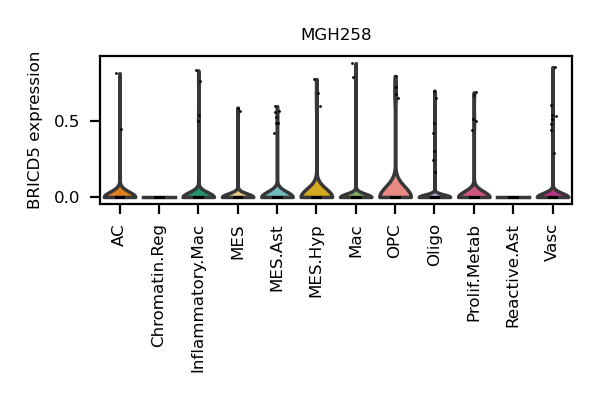 MGH258
BRICD5 expression
0.5
0.0
AC
Chromatin.Reg
Inflammatory.Mac
MES
MES.Ast
MES.Hyp
Mac
OPC
Oligo
Prolif.Metab
Reactive.Ast
Vasc